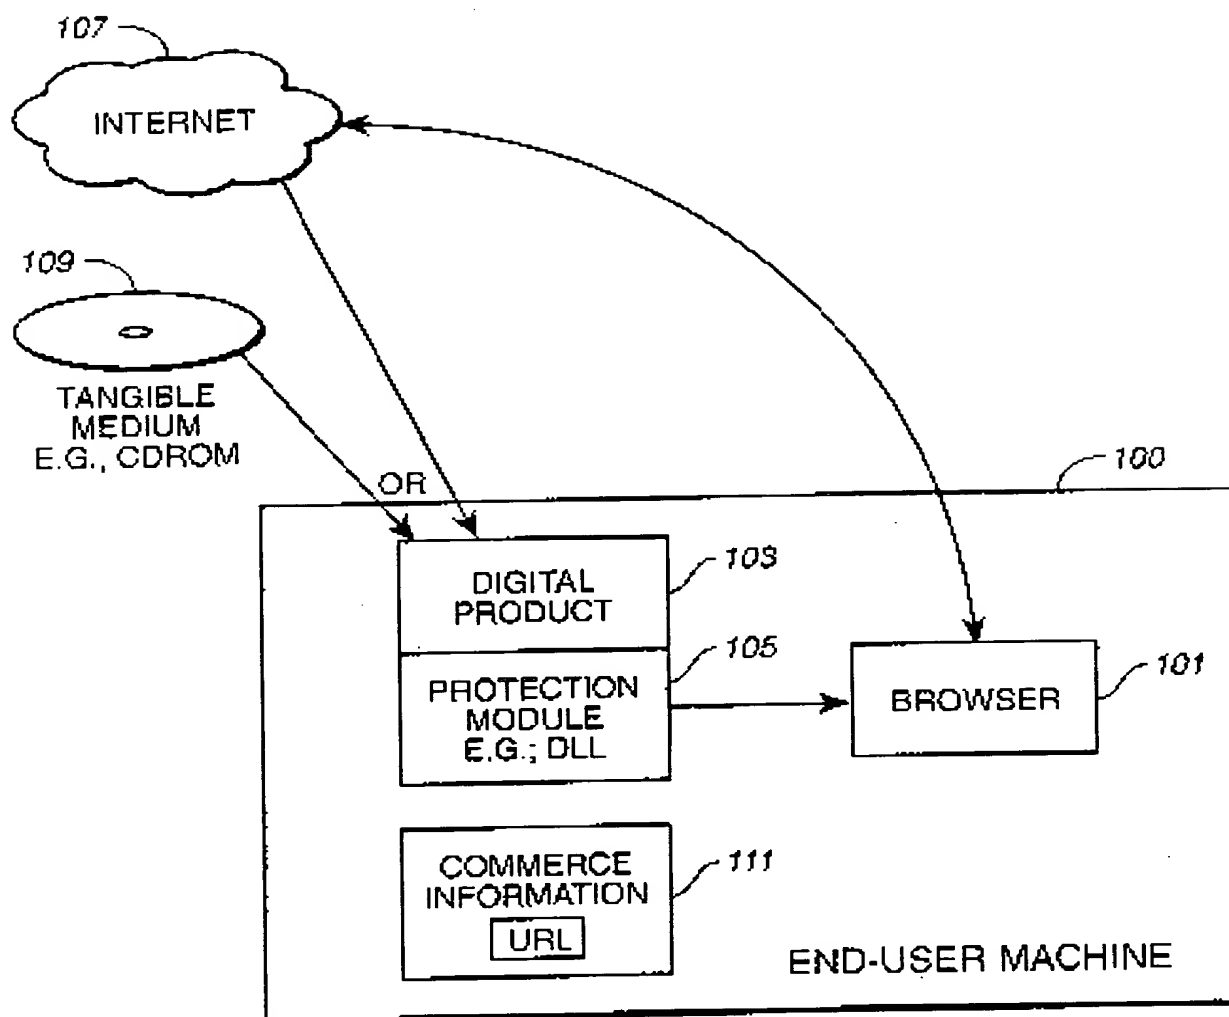 107
INTERNET
109
TANGIBLE
MEDIUM
E.G., CDROM
OR
100
DIGITAL
PRODUCT
103
PROTECTION
MODULE
E.G.; DLL
105
BROWSER
101
COMMERCE
INFORMATION
URL
111
END-USER MACHINE